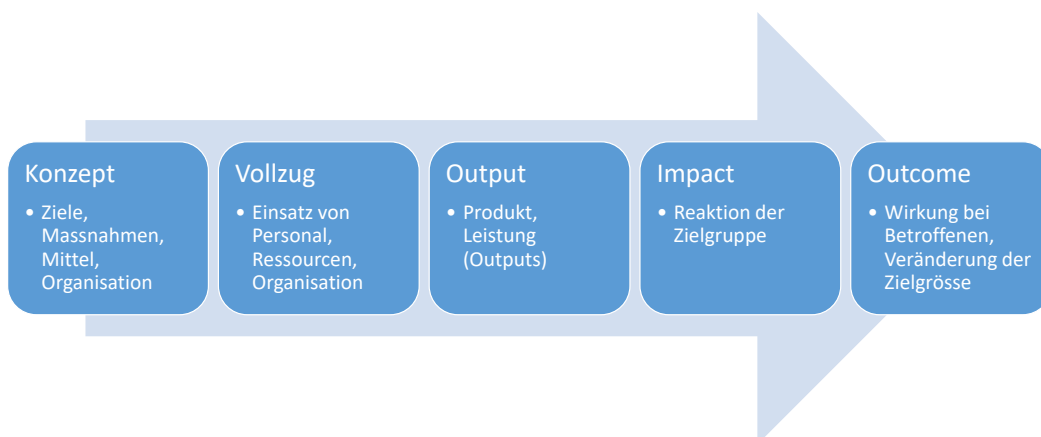 Konzept
• Ziele,
Massnahmen,
Mittel,
Organisation
Vollzug
• Einsatz von
Personal,
Ressourcen,
Organisation
Output
• Produkt,
Leistung
(Outputs)
Impact
• Reaktion der
Zielgruppe
Outcome
• Wirkung bei
Betroffenen,
Veränderung der
Zielgrösse